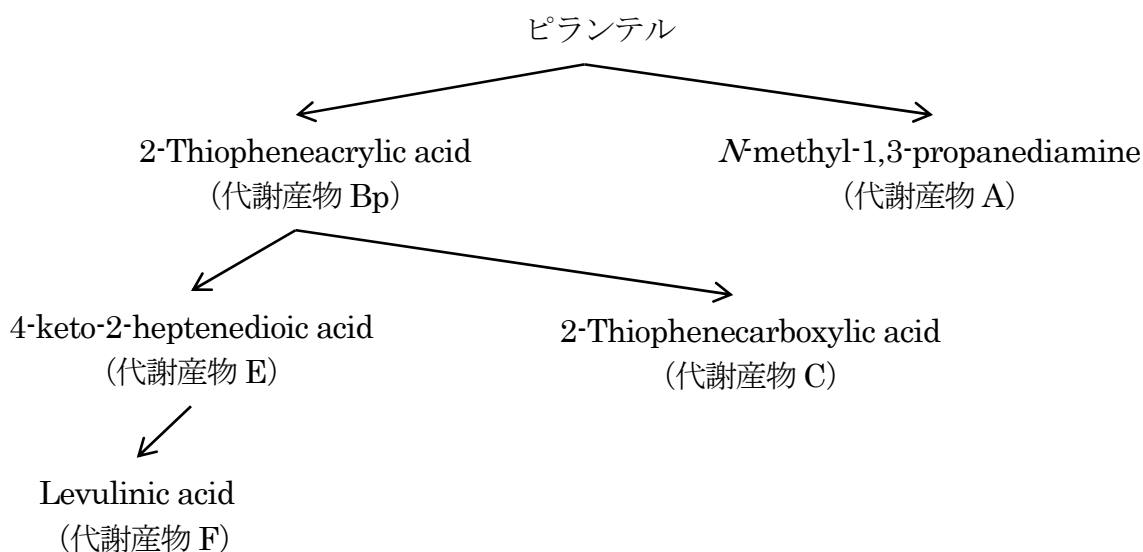 ピランテル
2-Thiopheneacrylic acid
(代謝産物 Bp)
N-methyl-1,3-propanediamine
(代謝産物 A)
4-keto-2-heptenedioic acid
(代謝産物 E)
2-Thiophenecarboxylic acid
(代謝産物 C)
Levulinic acid
(代謝産物 F)